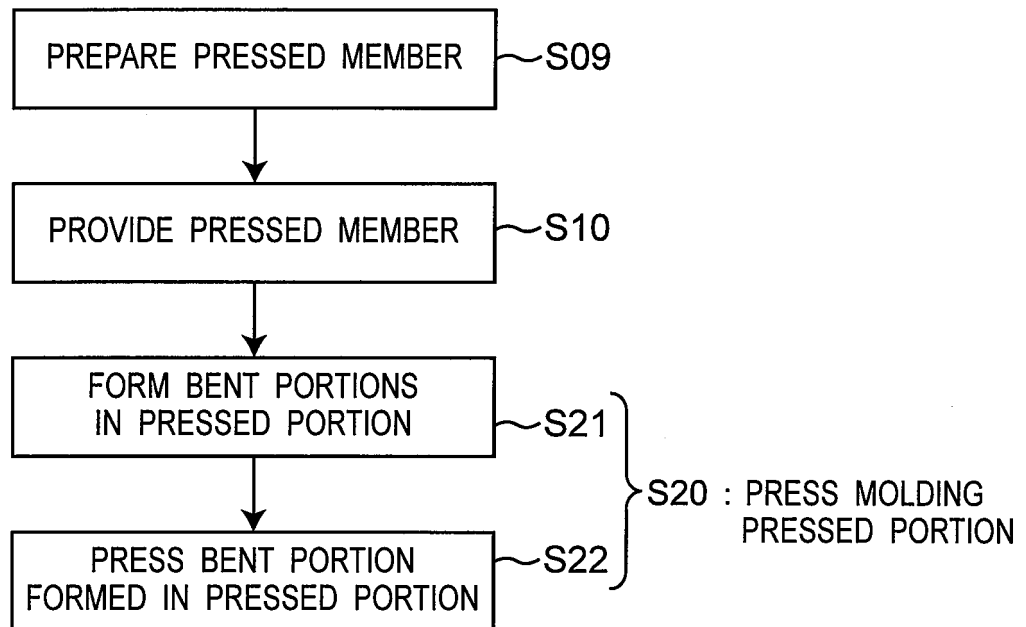 PREPARE PRESSED MEMBER
S09
PROVIDE PRESSED MEMBER
S10
FORM BENT PORTIONS
IN PRESSED PORTION
S21
PRESS BENT PORTION
FORMED IN PRESSED PORTION
S22
S20 : PRESS MOLDING
PRESSED PORTION